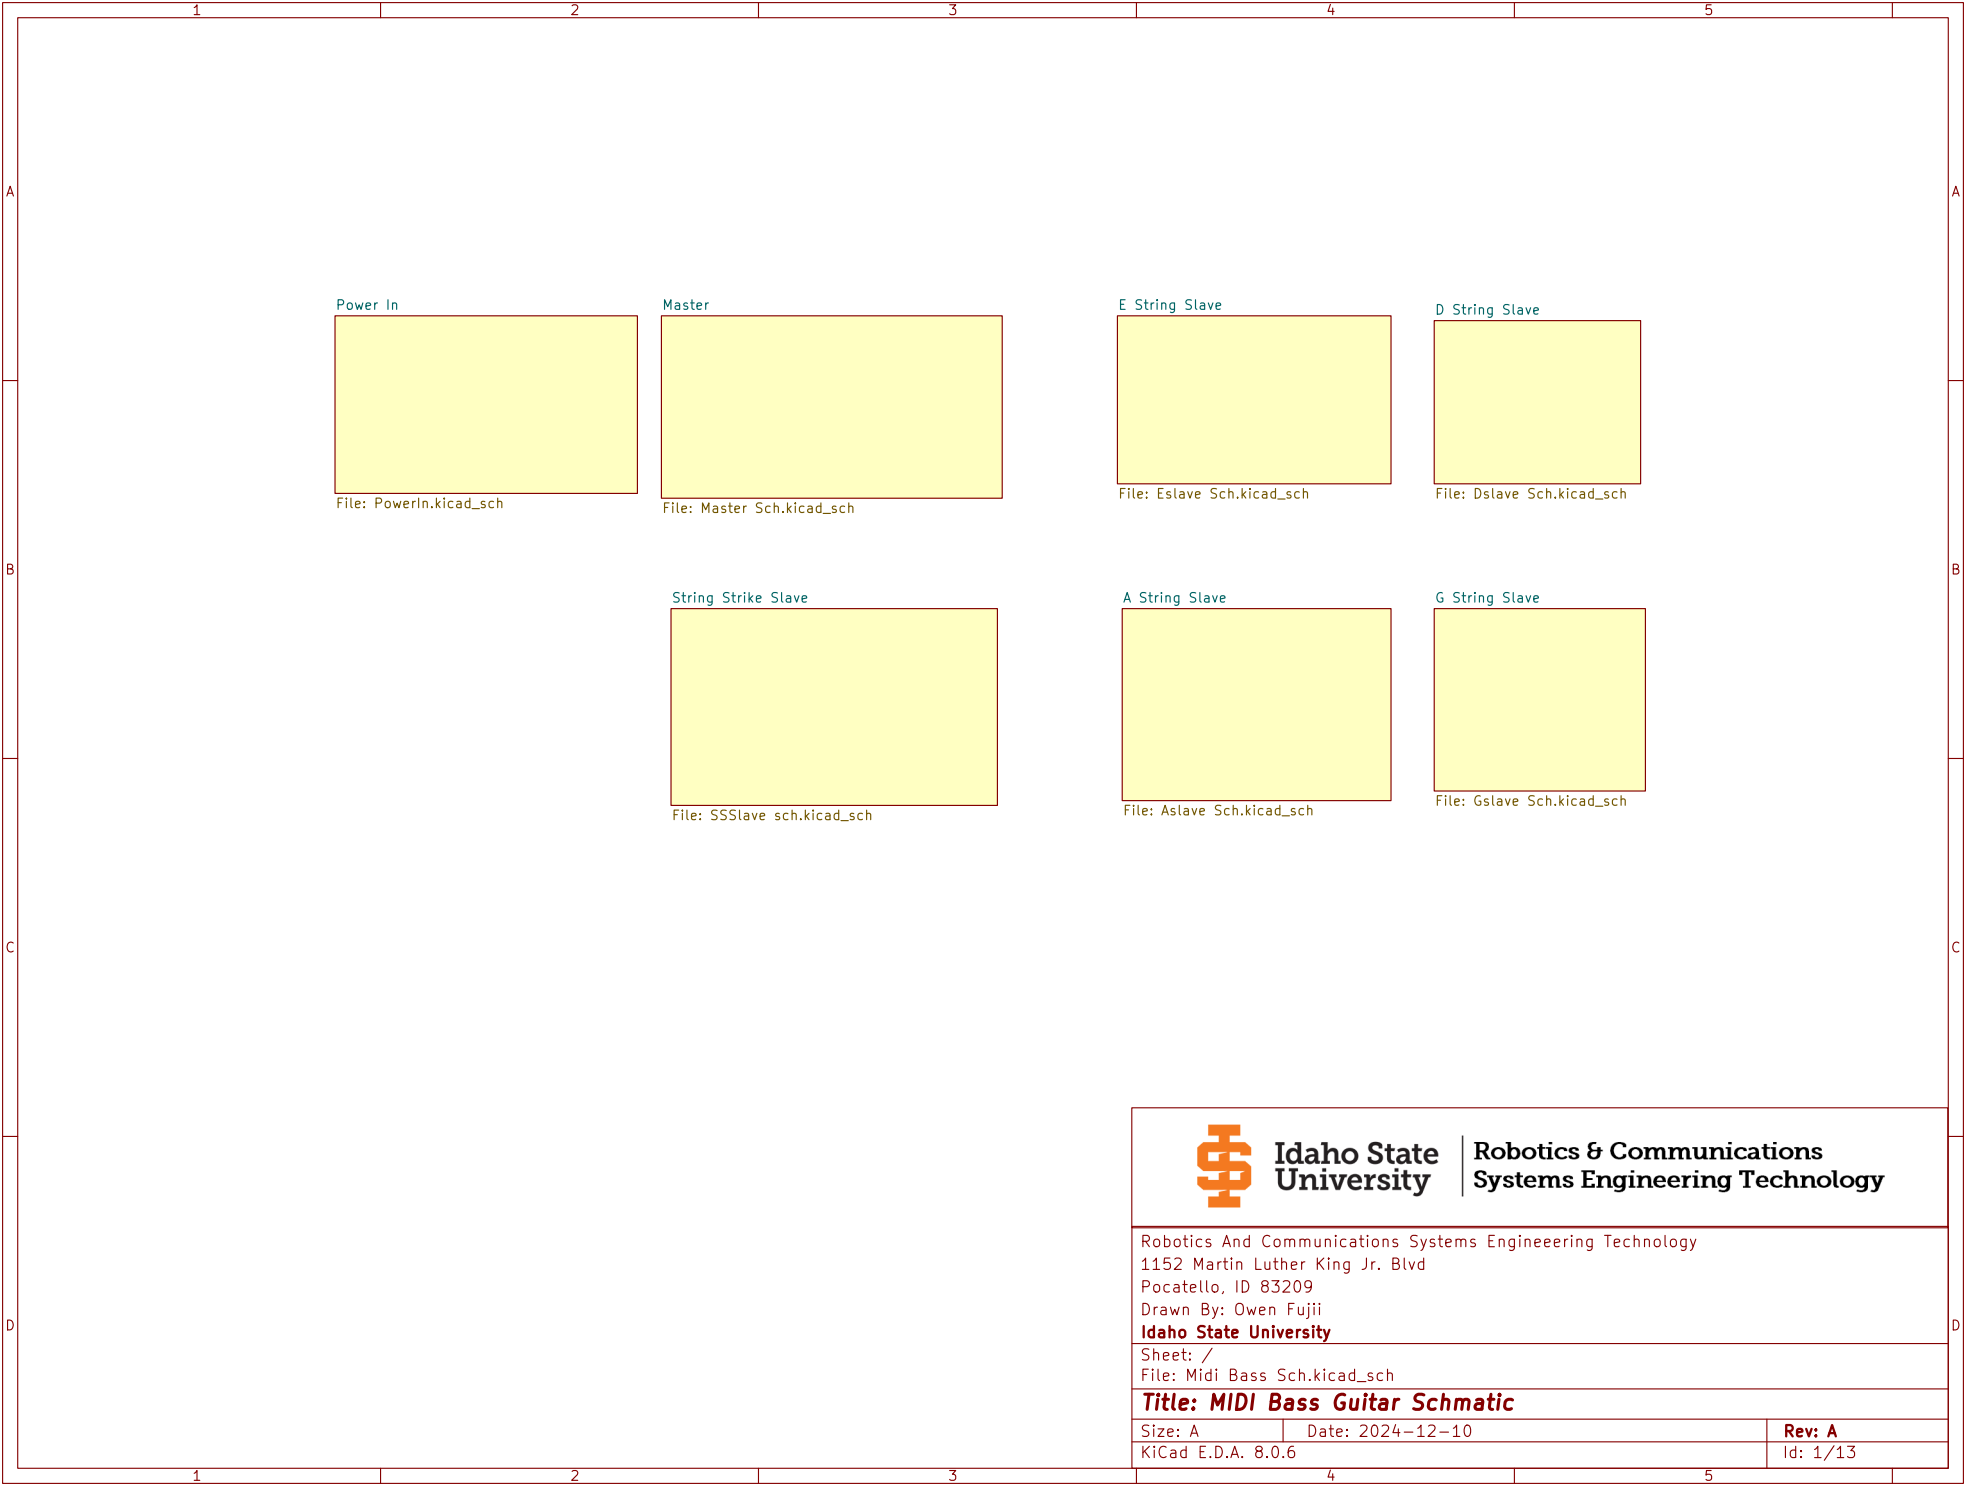 1 2 3 4 5
A A
Power In
Master
E String Slave
D String Slave
File: PowerIn.kicad_sch
File: Master Sch.kicad_sch
File: Eslave Sch.kicad_sch
File: Dslave Sch.kicad_sch
B B
String Strike Slave
A String Slave
G String Slave
File: SSSlave sch.kicad_sch
File: Aslave Sch.kicad_sch
File: Gslave Sch.kicad_sch
C C
Idaho State
University
Robotics & Communications
Systems Engineering Technology
Robotics And Communications Systems Engineeering Technology
1152 Martin Luther King Jr. Blvd
Pocatello, ID 83209
Drawn By: Owen Fujii
D D
Idaho State University
Sheet: /
File: Midi Bass Sch.kicad_sch
Title: MIDI Bass Guitar Schmatic
Size: A Date: 2024-12-10 Rev: A
KiCad E.D.A. 8.0.6 Id: 1/13
1 2 3 4 5